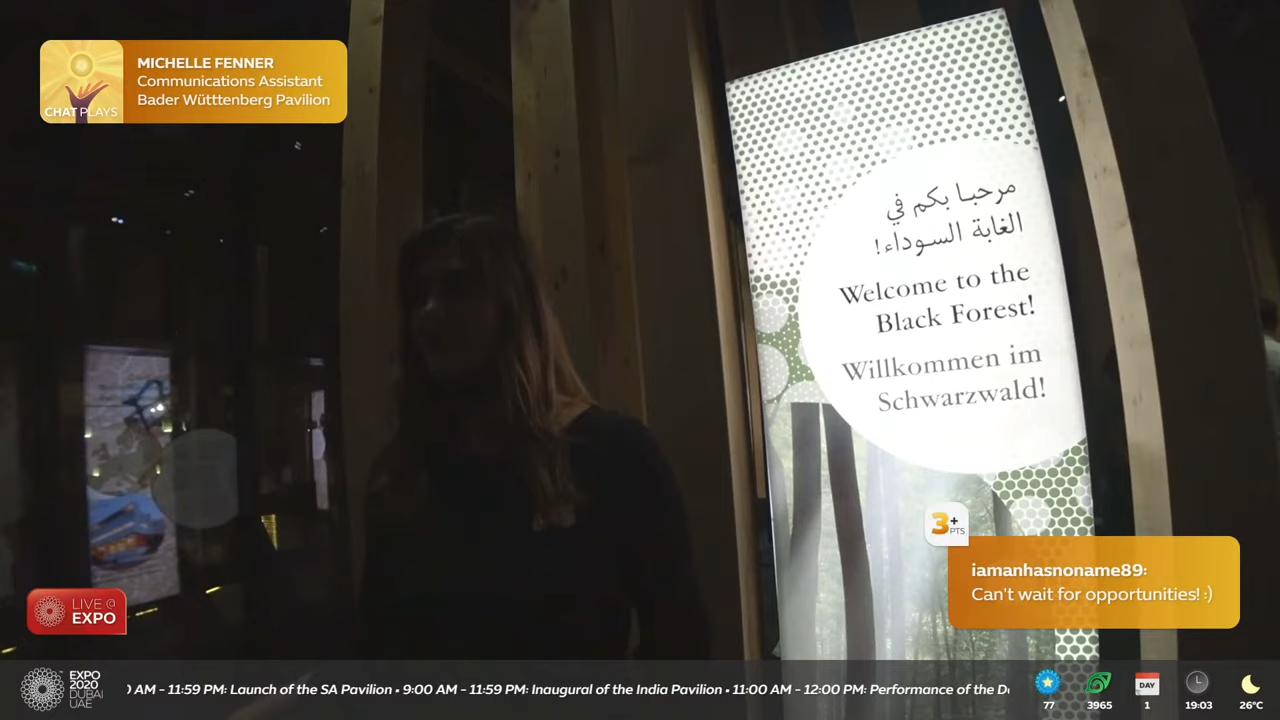 MICHELLE FENNER
Communications Assistant
Bader Wütttenberg Pavilion
CHAT PLAYS
مرحبا بكم في
الغابة السوداء!
Welcome to the
Black Forest!
Willkommen im
Schwarzwald!
3+
PTS
iamanhasnoname89:
Can't wait for opportunities! :)
LIVE @
EXPO
EXPO
2020
DUBAI
UAE
AM - 11:59 PM: Launch of the SA Pavilion • 9:00 AM - 11:59 PM: Inaugural of the India Pavilion • 11:00 AM - 12:00 PM: Performance of the
77
3965
DAY
1
19:03
26°C